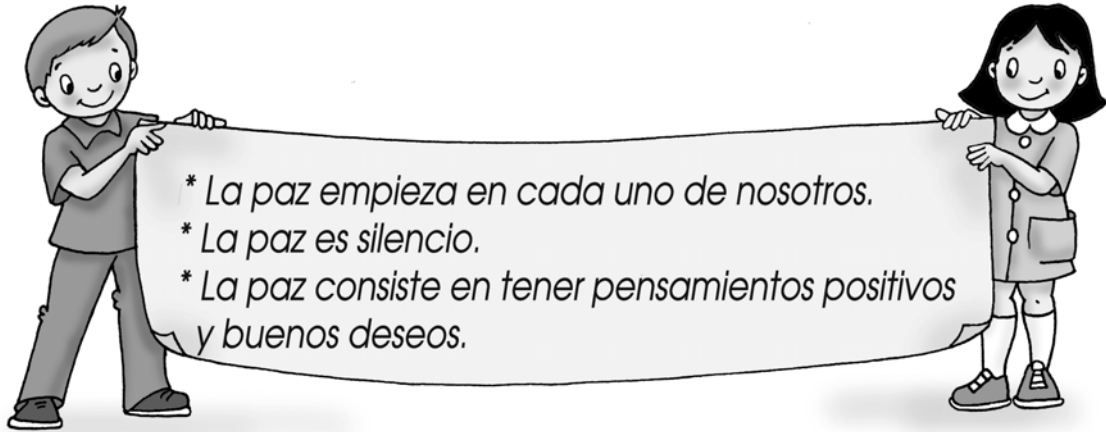 * La paz empieza en cada uno de nosotros.
* La paz es silencio.
* La paz consiste en tener pensamientos positivos
y buenos deseos.